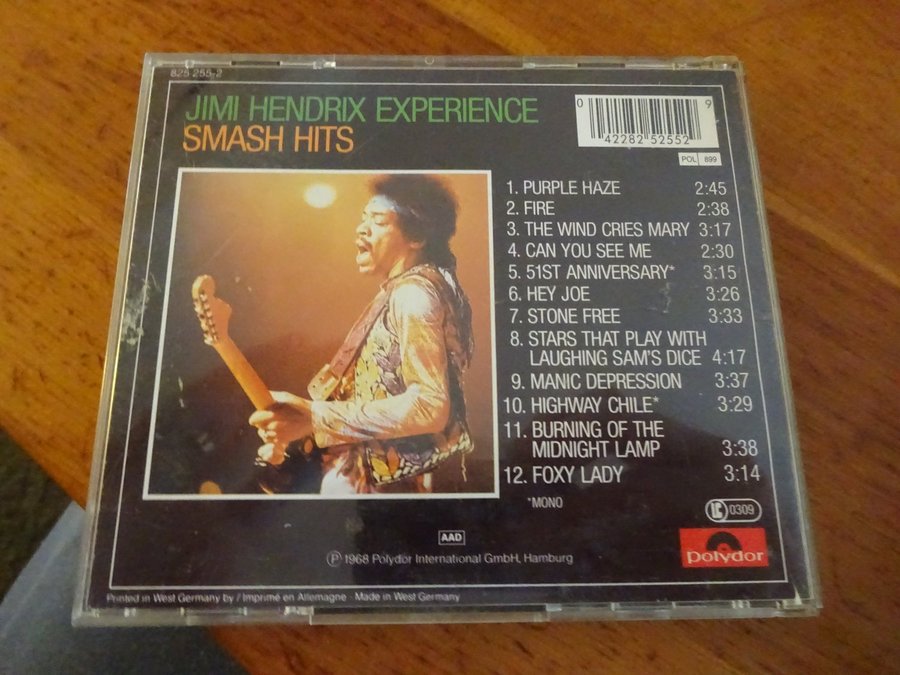 825 255-2
JIMI HENDRIX EXPERIENCE
SMASH HITS
0 42282 52552 9
POL 899
1. PURPLE HAZE 2:45
2. FIRE 2:38
3. THE WIND CRIES MARY 3:17
4. CAN YOU SEE ME 2:30
5. 51ST ANNIVERSARY* 3:15
6. HEY JOE 3:26
7. STONE FREE 3:33
8. STARS THAT PLAY WITH
LAUGHING SAM'S DICE 4:17
9. MANIC DEPRESSION 3:37
10. HIGHWAY CHILE* 3:29
11. BURNING OF THE
MIDNIGHT LAMP 3:38
12. FOXY LADY 3:14
*MONO
LC 0309
AAD
polydor
Ⓟ 1968 Polydor International GmbH, Hamburg
Printed in West Germany by / Imprimé en Allemagne · Made in West Germany